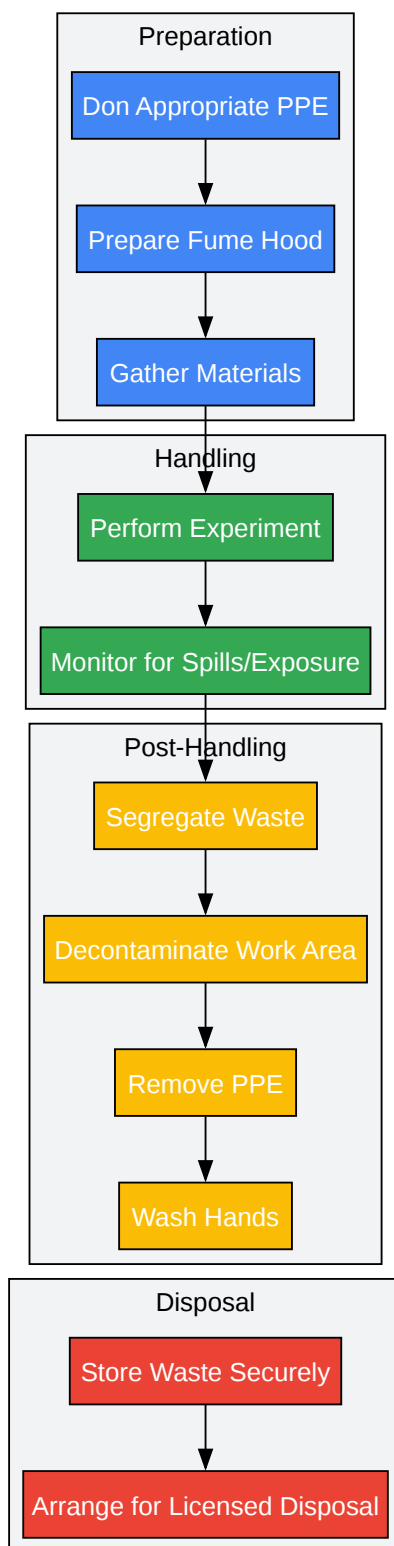 Preparation
Don Appropriate PPE
Prepare Fume Hood
Gather Materials
Handling
Perform Experiment
Monitor for Spills/Exposure
Post-Handling
Segregate Waste
Decontaminate Work Area
Remove PPE
Wash Hands
Disposal
Store Waste Securely
Arrange for Licensed Disposal